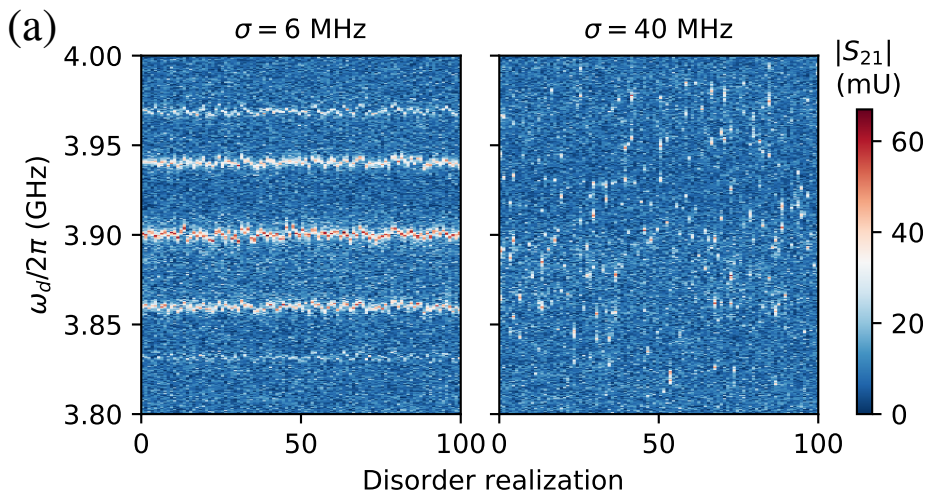 (a)
σ = 6 MHz
σ = 40 MHz
|S₂₁|
(mU)
ω_d/2π (GHz)
4.00
3.95
3.90
3.85
3.80
60
40
20
0
0 50 100 0 50 100
Disorder realization